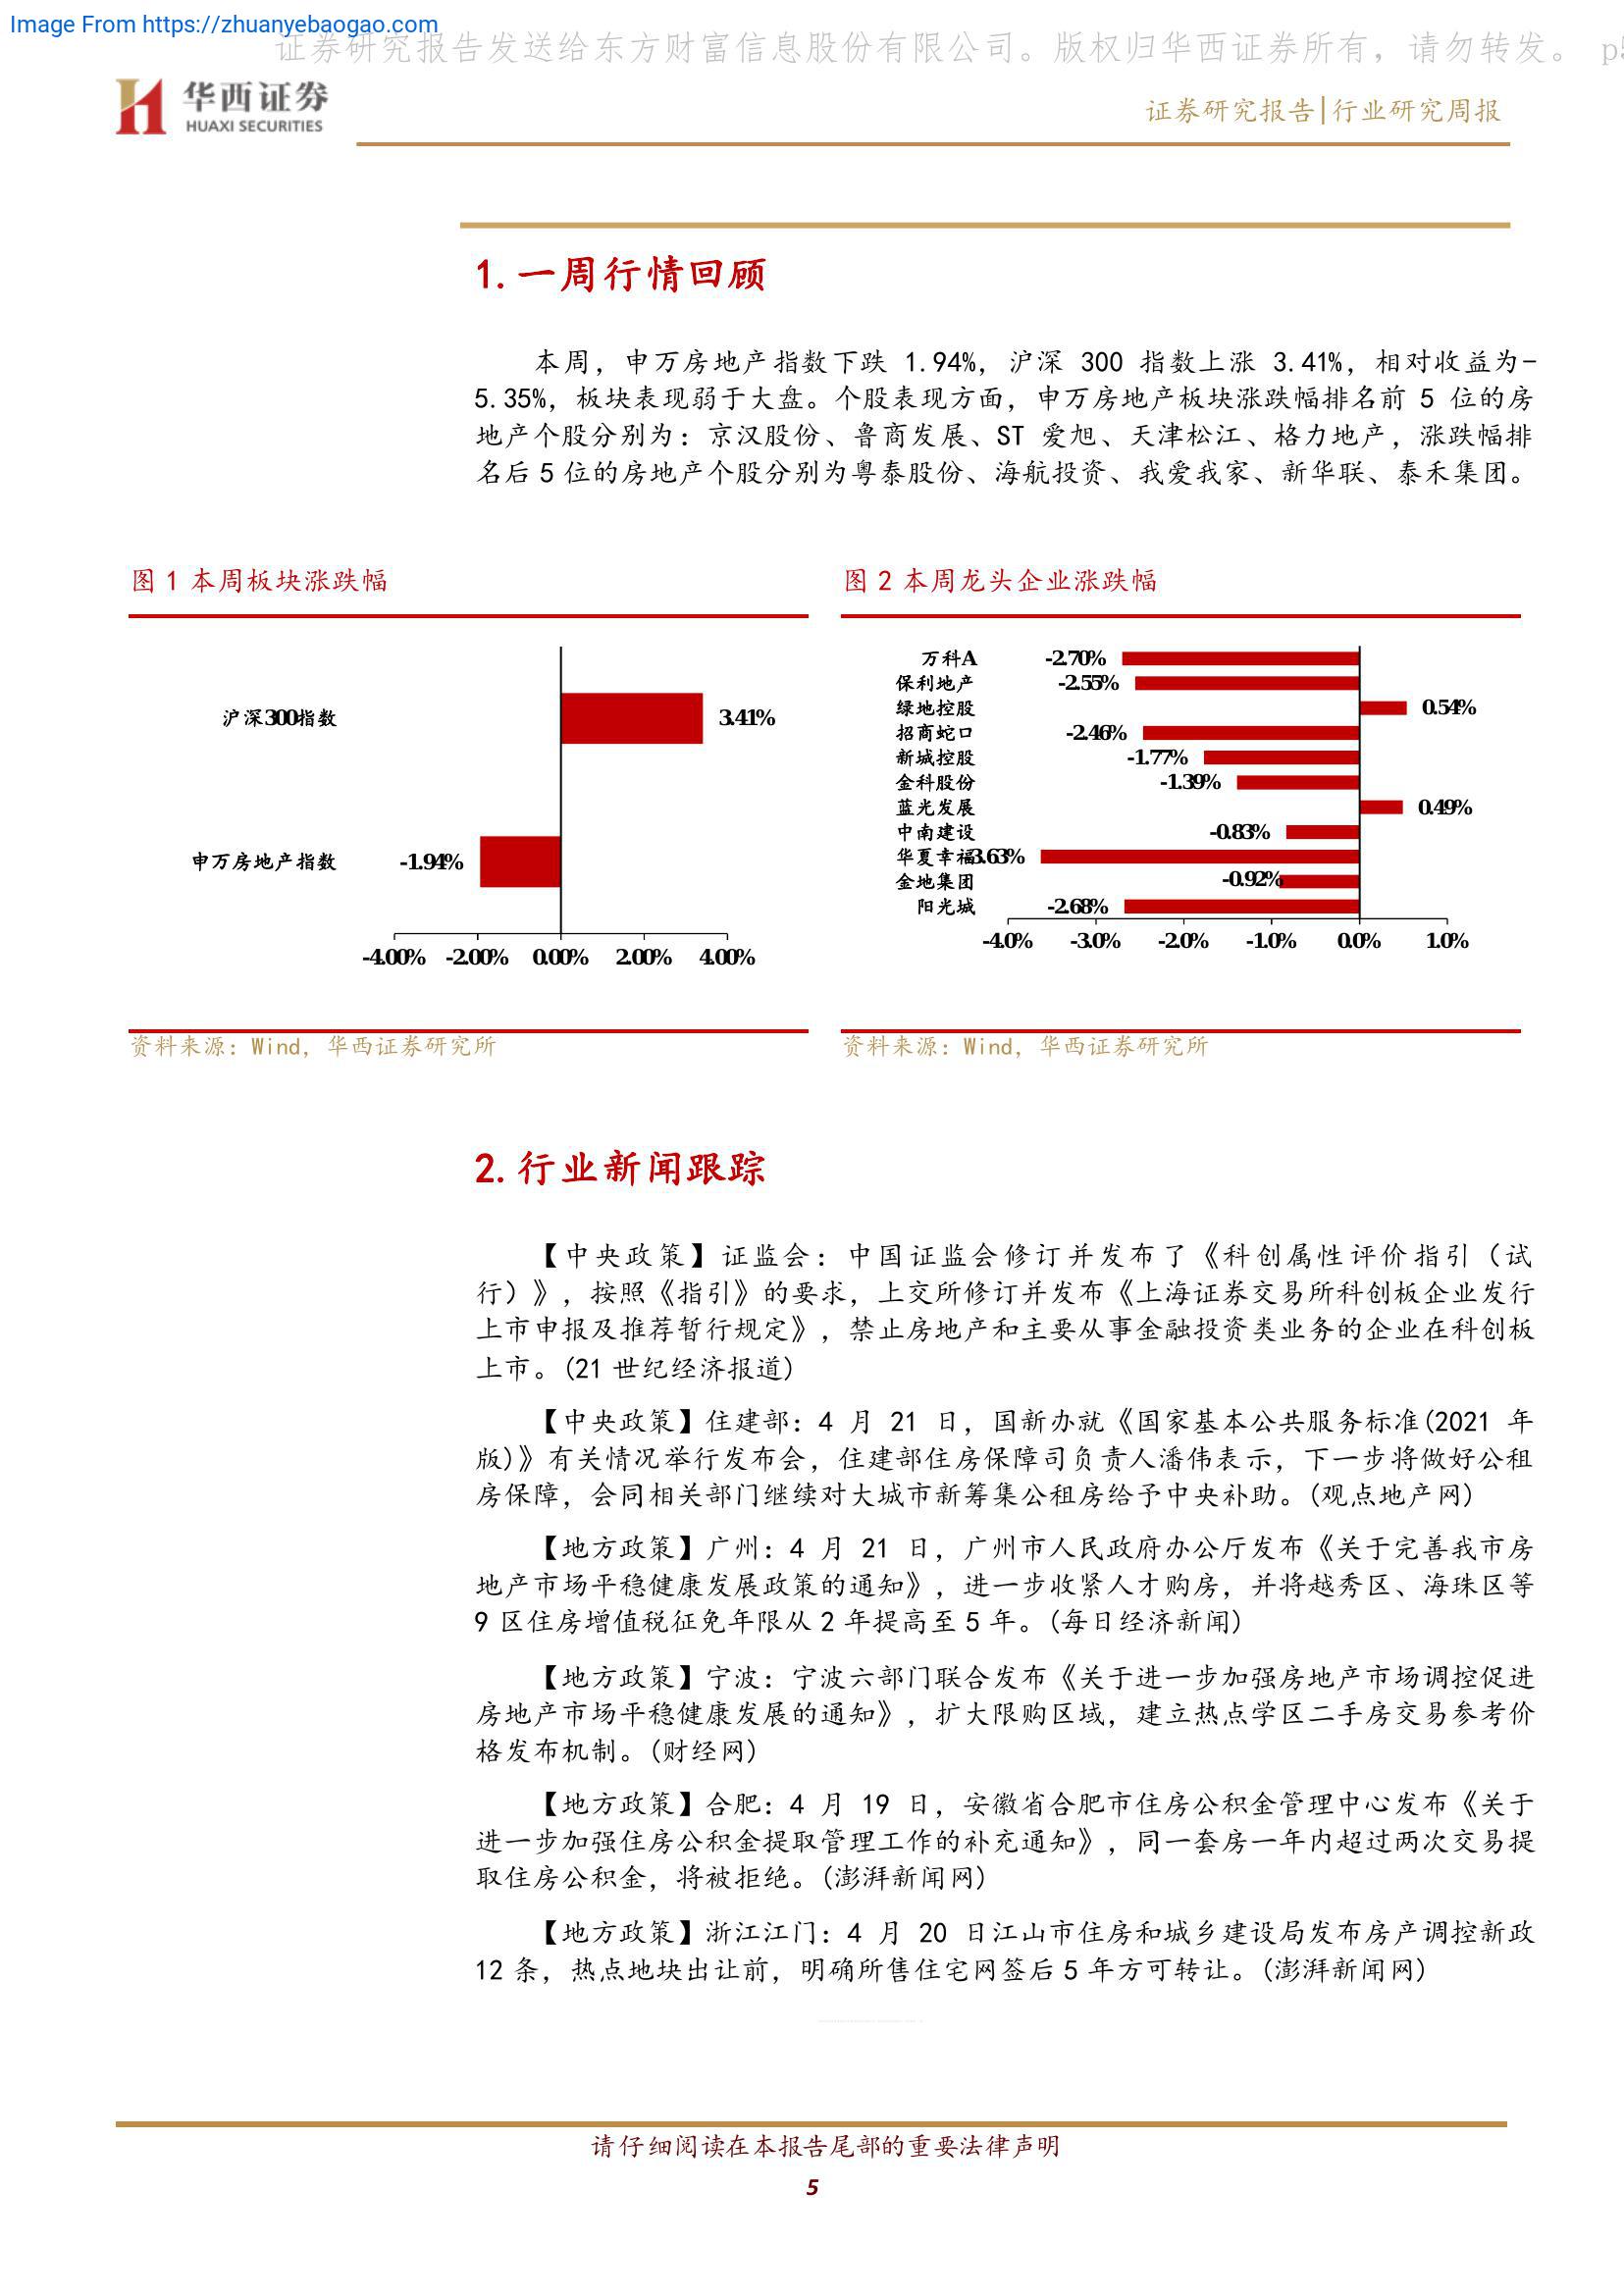 Image From https://zhuanyebaogao.com
证券研究报告发送给东方财富信息股份有限公司。版权归华西证券所有，请勿转发。 p5
华西证券
HUAXI SECURITIES
证券研究报告|行业研究周报
1.一周行情回顾
本周，申万房地产指数下跌 1.94%，沪深 300 指数上涨 3.41%，相对收益为-
5.35%，板块表现弱于大盘。个股表现方面，申万房地产板块涨跌幅排名前 5 位的房
地产个股分别为：京汉股份、鲁商发展、ST 爱旭、天津松江、格力地产，涨跌幅排
名后 5 位的房地产个股分别为粤泰股份、海航投资、我爱我家、新华联、泰禾集团。
图 1 本周板块涨跌幅
沪深300指数 3.41%
申万房地产指数 -1.94%
-4.00% -2.00% 0.00% 2.00% 4.00%
资料来源：Wind，华西证券研究所
图 2 本周龙头企业涨跌幅
万科A -2.70%
保利地产 -2.55%
绿地控股 0.54%
招商蛇口 -2.46%
新城控股 -1.77%
金科股份 -1.39%
蓝光发展 0.49%
中南建设 -0.83%
华夏幸福 -3.63%
金地集团 -0.92%
阳光城 -2.68%
-4.0% -3.0% -2.0% -1.0% 0.0% 1.0%
资料来源：Wind，华西证券研究所
2.行业新闻跟踪
【中央政策】证监会：中国证监会修订并发布了《科创属性评价指引（试
行）》，按照《指引》的要求，上交所修订并发布《上海证券交易所科创板企业发行
上市申报及推荐暂行规定》，禁止房地产和主要从事金融投资类业务的企业在科创板
上市。(21 世纪经济报道)
【中央政策】住建部：4 月 21 日，国新办就《国家基本公共服务标准(2021 年
版)》有关情况举行发布会，住建部住房保障司负责人潘伟表示，下一步将做好公租
房保障，会同相关部门继续对大城市新筹集公租房给予中央补助。(观点地产网)
【地方政策】广州：4 月 21 日，广州市人民政府办公厅发布《关于完善我市房
地产市场平稳健康发展政策的通知》，进一步收紧人才购房，并将越秀区、海珠区等
9 区住房增值税征免年限从 2 年提高至 5 年。(每日经济新闻)
【地方政策】宁波：宁波六部门联合发布《关于进一步加强房地产市场调控促进
房地产市场平稳健康发展的通知》，扩大限购区域，建立热点学区二手房交易参考价
格发布机制。(财经网)
【地方政策】合肥：4 月 19 日，安徽省合肥市住房公积金管理中心发布《关于
进一步加强住房公积金提取管理工作的补充通知》，同一套房一年内超过两次交易提
取住房公积金，将被拒绝。(澎湃新闻网)
【地方政策】浙江江门：4 月 20 日江山市住房和城乡建设局发布房产调控新政
12 条，热点地块出让前，明确所售住宅网签后 5 年方可转让。(澎湃新闻网)
请仔细阅读在本报告尾部的重要法律声明
5